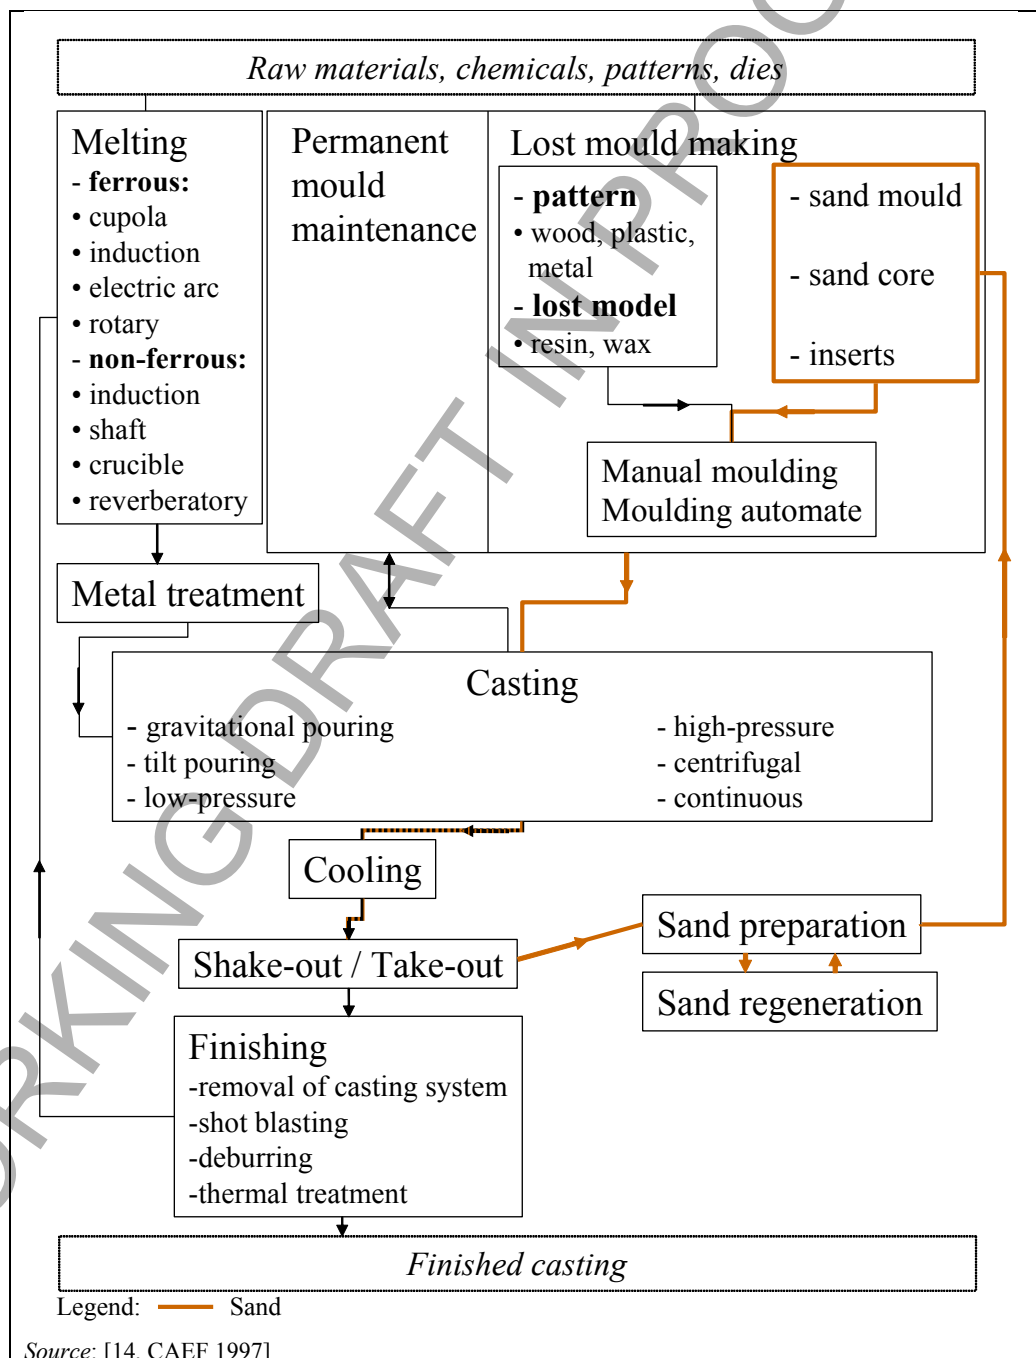 Raw materials, chemicals, patterns, dies
Melting
- ferrous:
• cupola
• induction
• electric arc
• rotary
- non-ferrous:
• induction
• shaft
• crucible
• reverberatory
Permanent
mould
maintenance
Lost mould making
- pattern
• wood, plastic,
metal
- lost model
• resin, wax
- sand mould
- sand core
- inserts
Manual moulding
Moulding automate
Metal treatment
Casting
- gravitational pouring
- tilt pouring
- low-pressure
- high-pressure
- centrifugal
- continuous
Cooling
Shake-out / Take-out
Sand preparation
Sand regeneration
Finishing
-removal of casting system
-shot blasting
-deburring
-thermal treatment
Finished casting
Legend: Sand
Source: [14, CAEF 1997]
ORKING DRAFT IN PROG